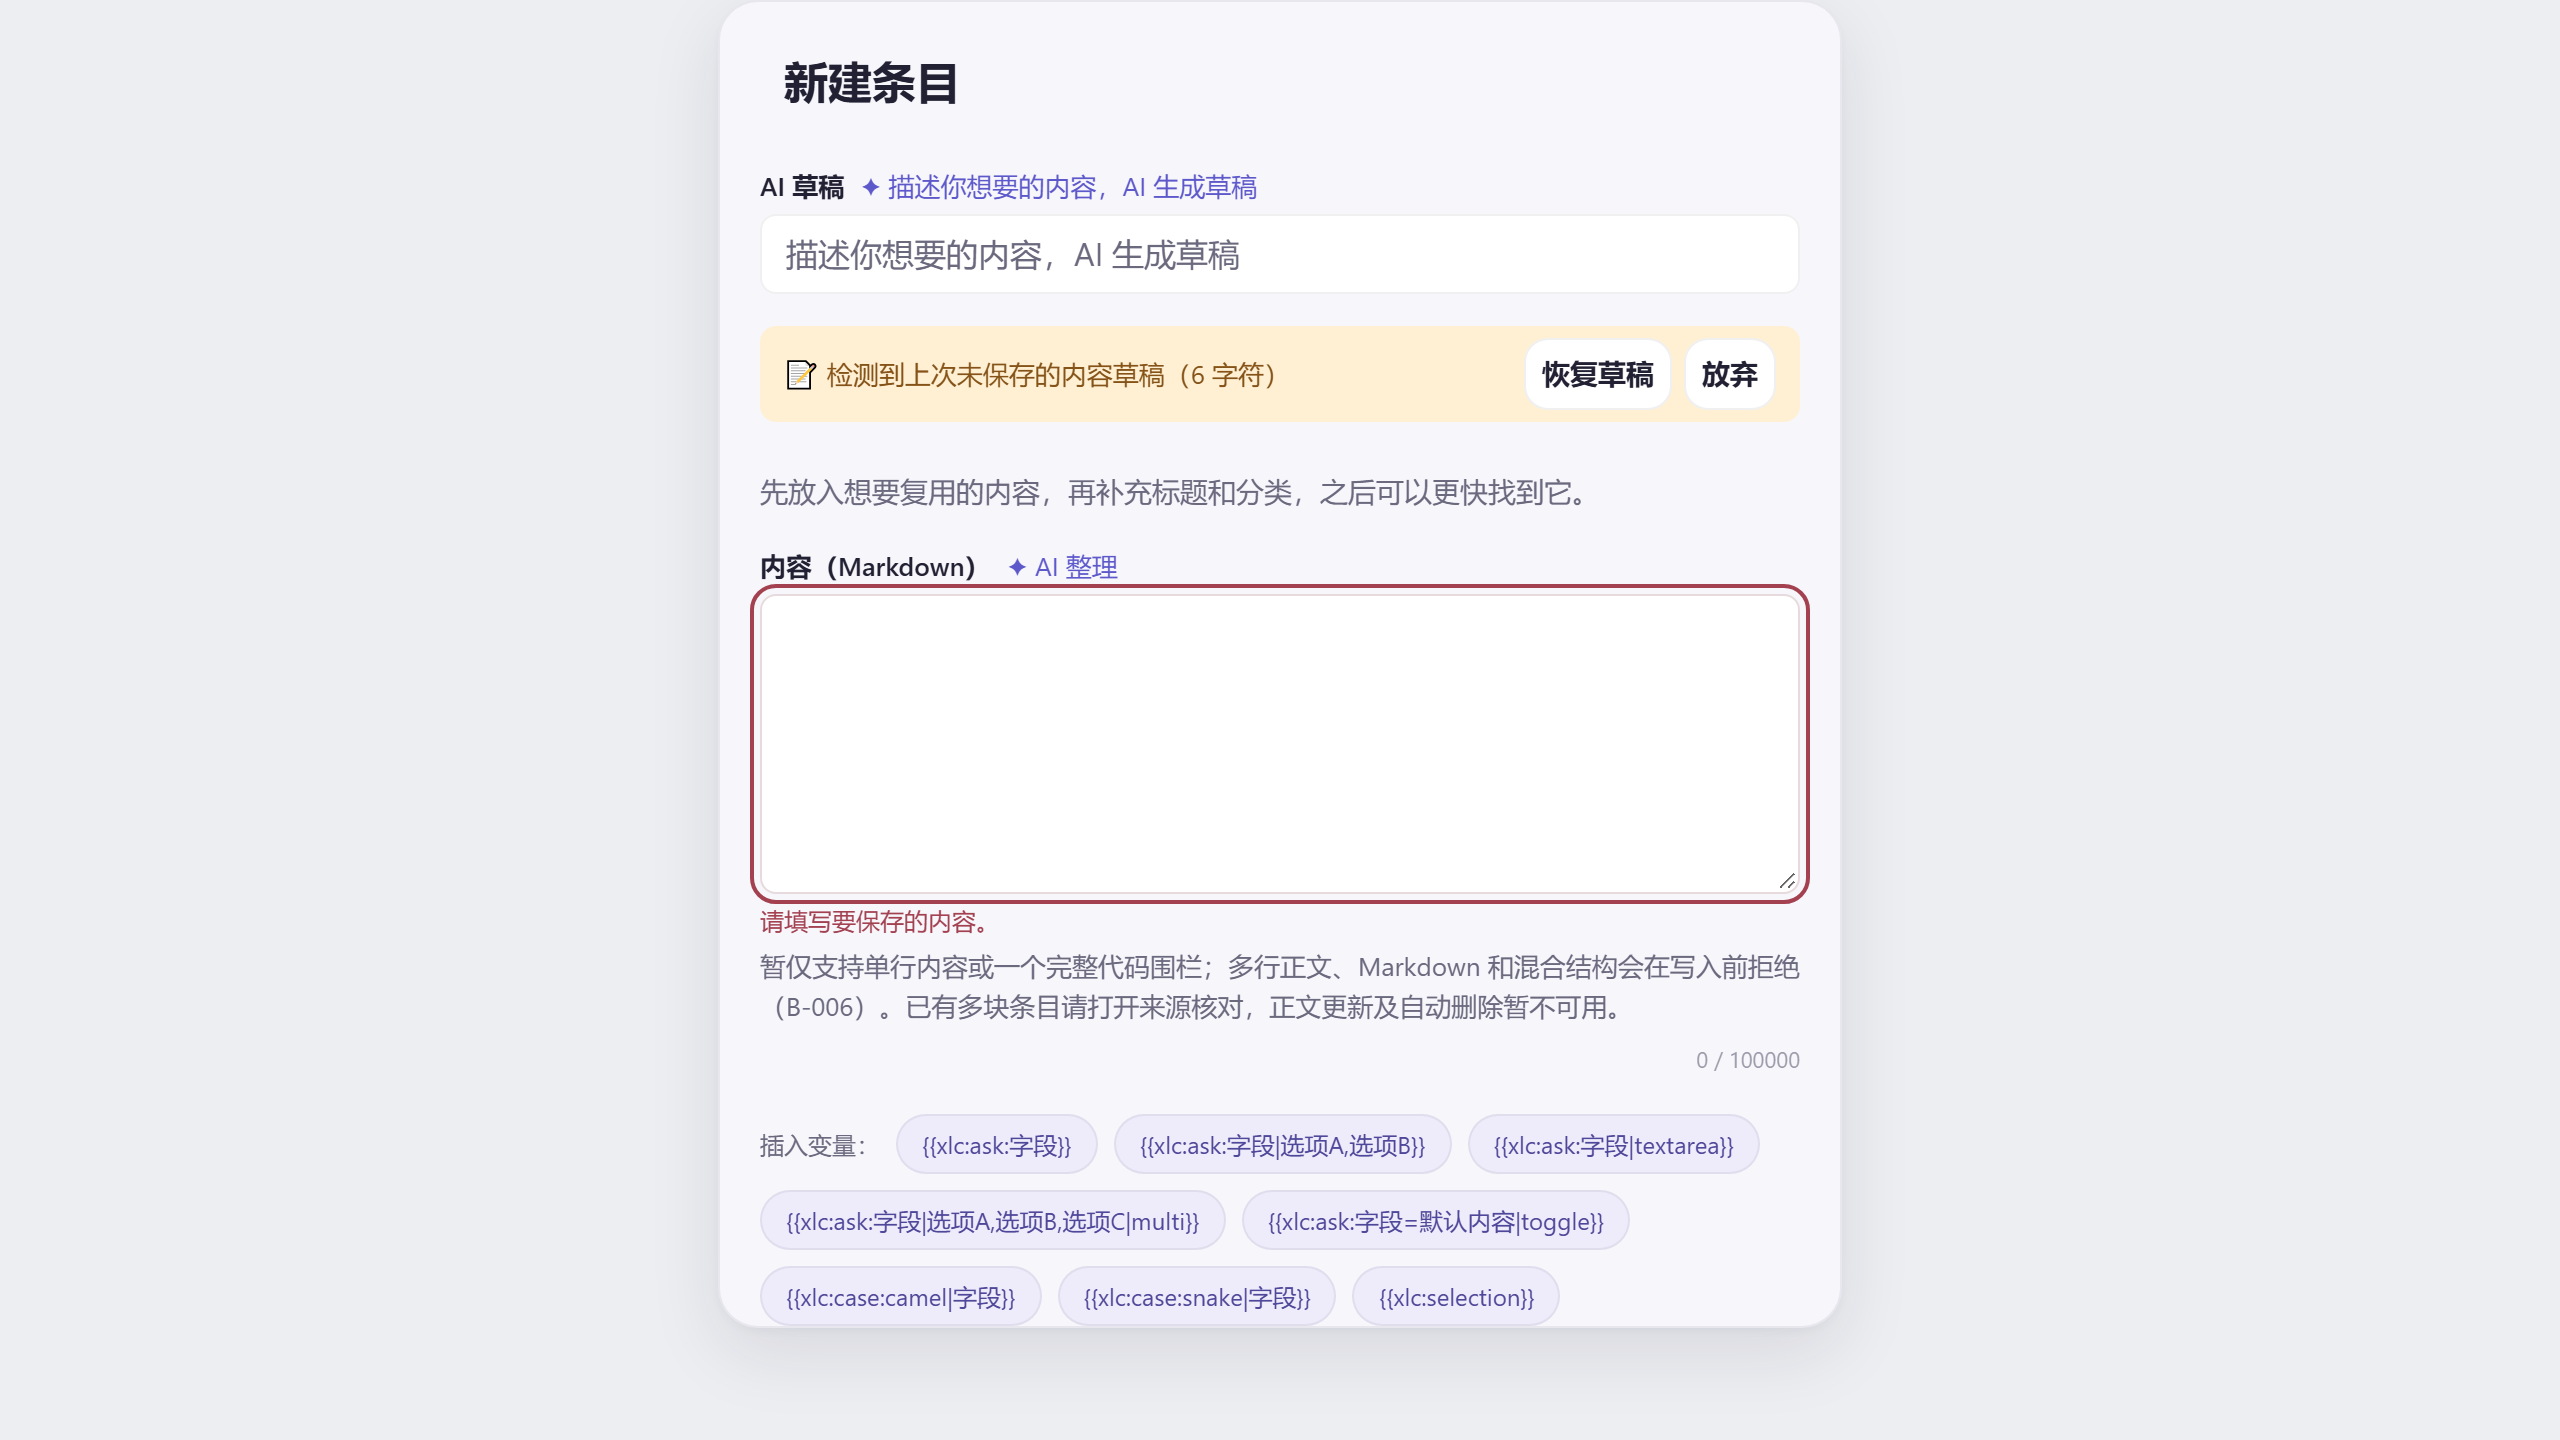 新建条目
AI 草稿 ✦ 描述你想要的内容，AI 生成草稿
描述你想要的内容，AI 生成草稿
📝 检测到上次未保存的内容草稿（6 字符） 恢复草稿 放弃
先放入想要复用的内容，再补充标题和分类，之后可以更快找到它。
内容（Markdown） ✦ AI 整理
请填写要保存的内容。
暂仅支持单行内容或一个完整代码围栏；多行正文、Markdown 和混合结构会在写入前拒绝
（B-006）。已有多块条目请打开来源核对，正文更新及自动删除暂不可用。
0 / 100000
插入变量： {{xlc:ask:字段}} {{xlc:ask:字段|选项A,选项B}} {{xlc:ask:字段|textarea}}
{{xlc:ask:字段|选项A,选项B,选项C|multi}} {{xlc:ask:字段=默认内容|toggle}}
{{xlc:case:camel|字段}} {{xlc:case:snake|字段}} {{xlc:selection}}